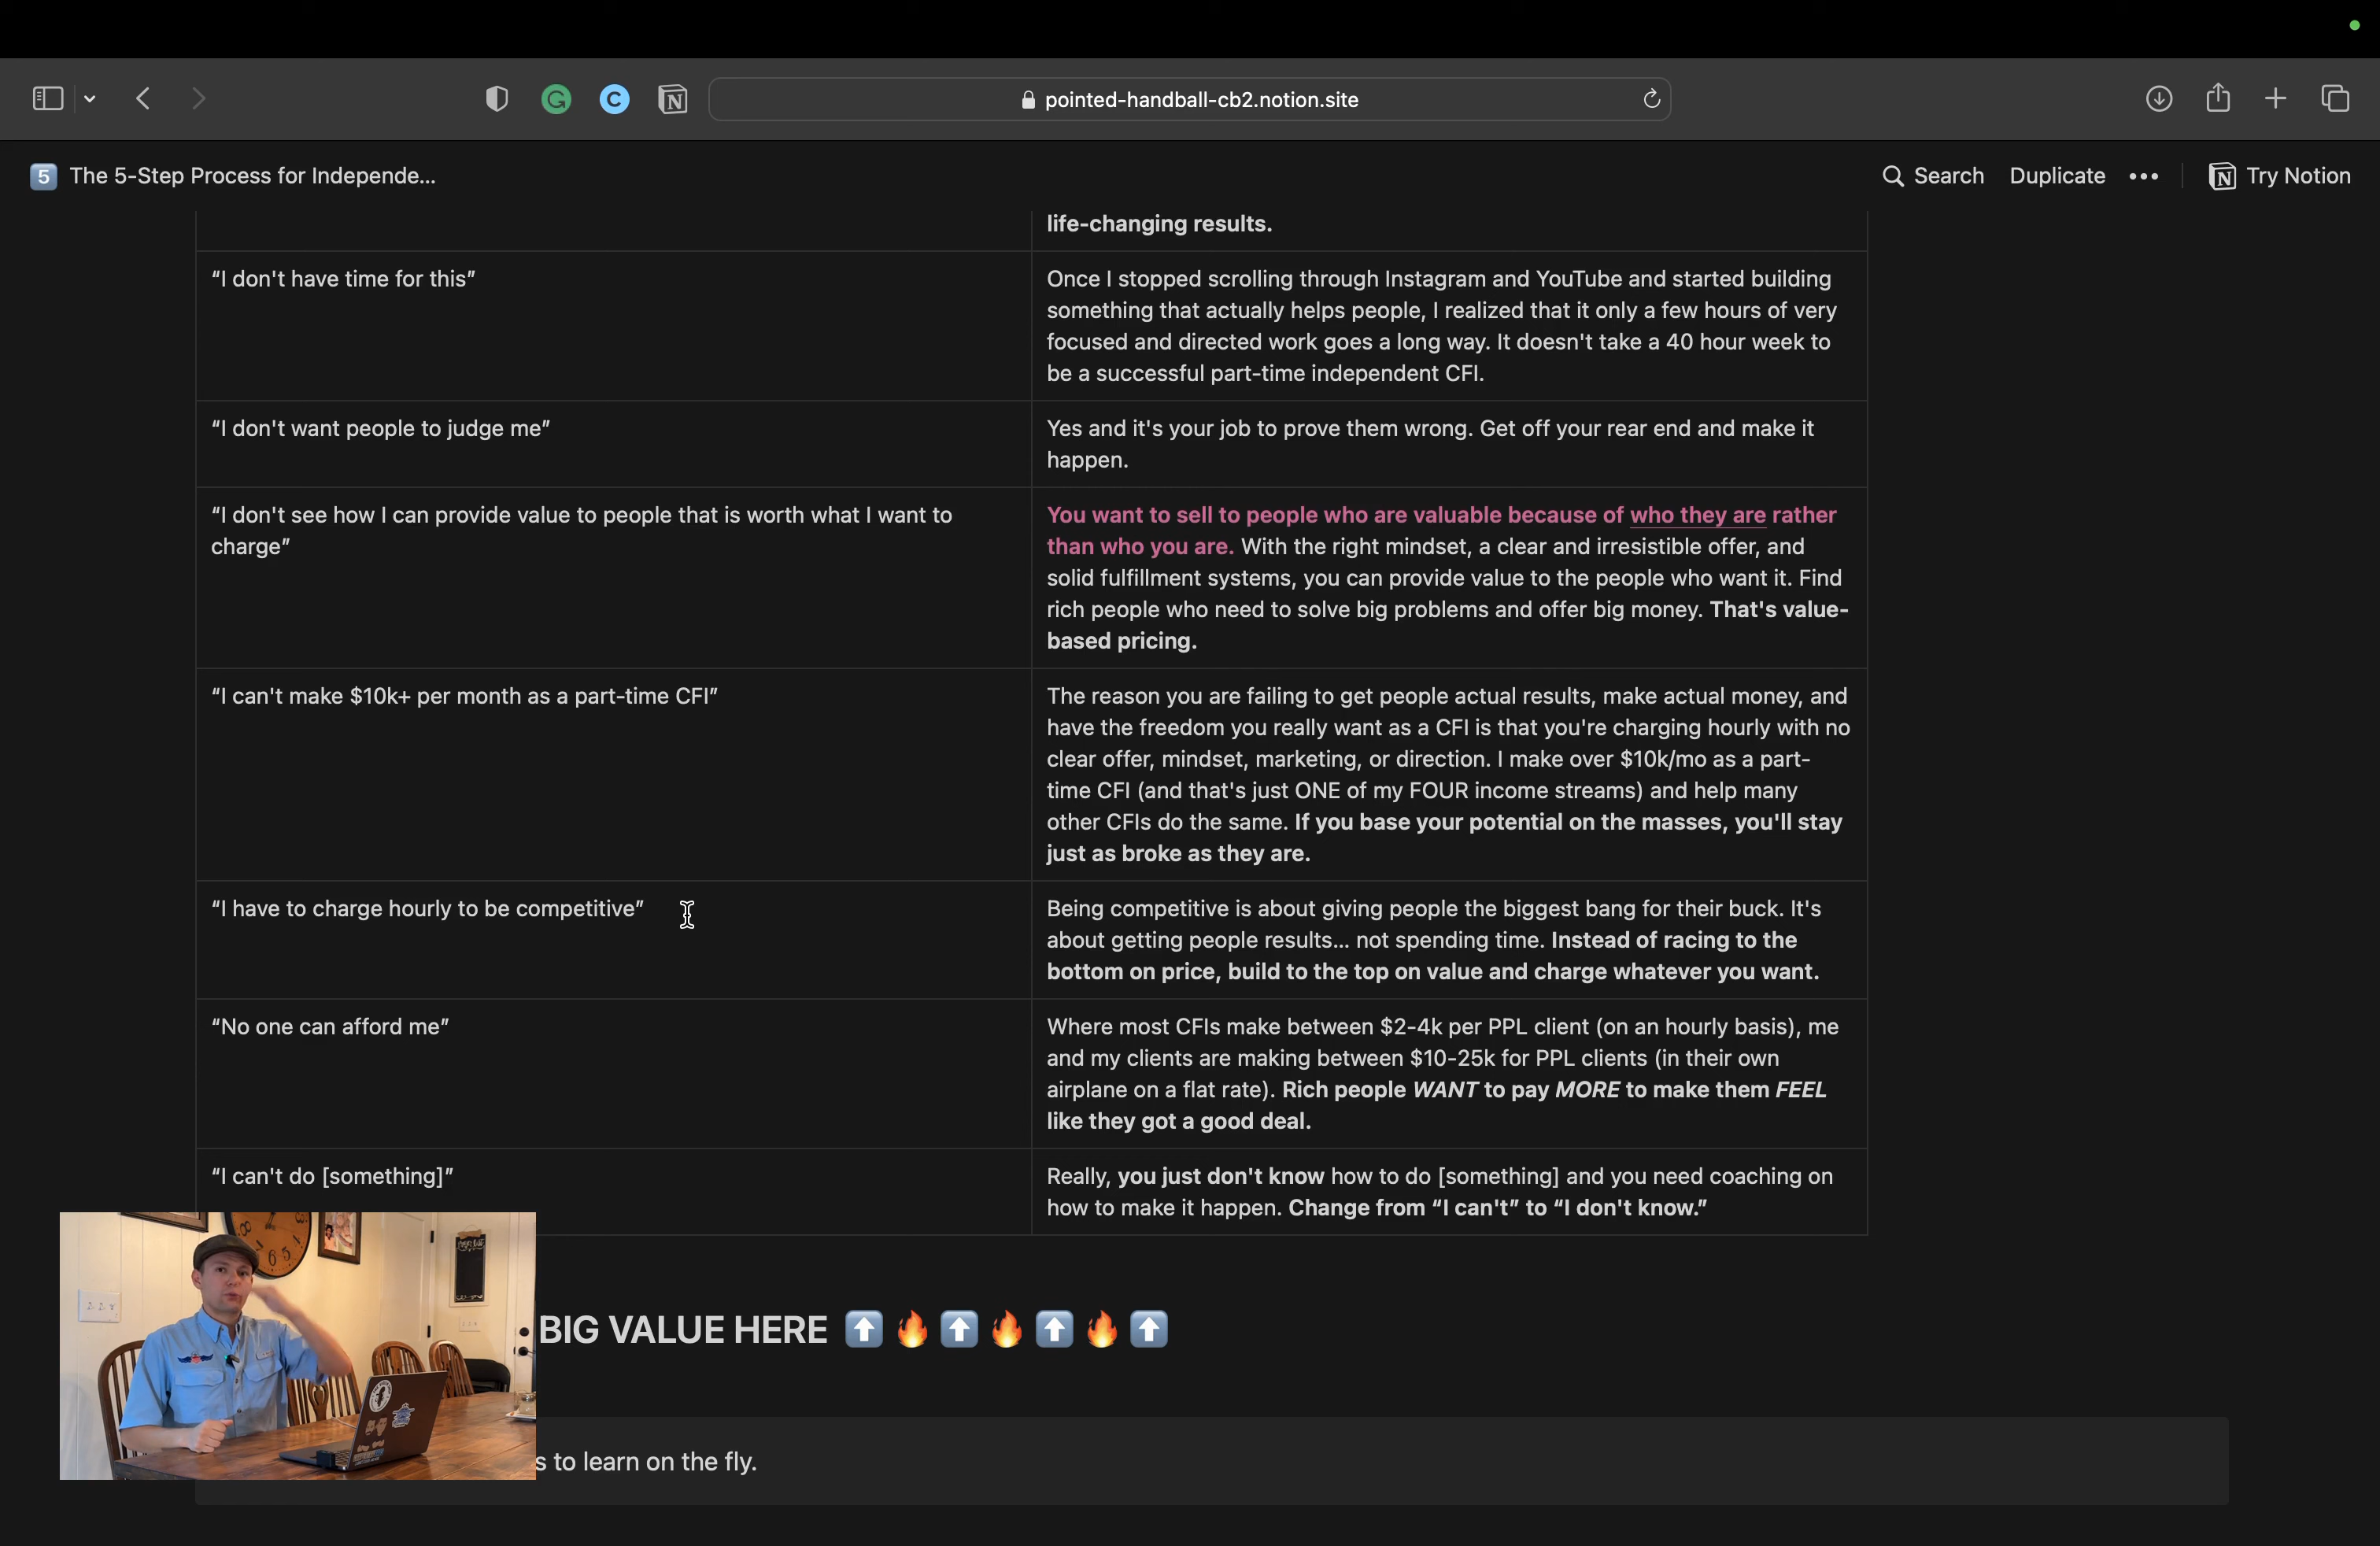 pointed-handball-cb2.notion.site
5 The 5-Step Process for Independe...
Search Duplicate ••• Try Notion
life-changing results.
“I don't have time for this”
Once I stopped scrolling through Instagram and YouTube and started building
something that actually helps people, I realized that it only a few hours of very
focused and directed work goes a long way. It doesn't take a 40 hour week to
be a successful part-time independent CFI.
“I don't want people to judge me”
Yes and it's your job to prove them wrong. Get off your rear end and make it
happen.
“I don't see how I can provide value to people that is worth what I want to
charge”
You want to sell to people who are valuable because of who they are rather
than who you are. With the right mindset, a clear and irresistible offer, and
solid fulfillment systems, you can provide value to the people who want it. Find
rich people who need to solve big problems and offer big money. That's value-
based pricing.
“I can't make $10k+ per month as a part-time CFI”
The reason you are failing to get people actual results, make actual money, and
have the freedom you really want as a CFI is that you're charging hourly with no
clear offer, mindset, marketing, or direction. I make over $10k/mo as a part-
time CFI (and that's just ONE of my FOUR income streams) and help many
other CFIs do the same. If you base your potential on the masses, you'll stay
just as broke as they are.
“I have to charge hourly to be competitive”
Being competitive is about giving people the biggest bang for their buck. It's
about getting people results... not spending time. Instead of racing to the
bottom on price, build to the top on value and charge whatever you want.
“No one can afford me”
Where most CFIs make between $2-4k per PPL client (on an hourly basis), me
and my clients are making between $10-25k for PPL clients (in their own
airplane on a flat rate). Rich people WANT to pay MORE to make them FEEL
like they got a good deal.
“I can't do [something]”
Really, you just don't know how to do [something] and you need coaching on
how to make it happen. Change from “I can't” to “I don't know.”
BIG VALUE HERE ⬆️🔥⬆️🔥⬆️🔥⬆️
s to learn on the fly.